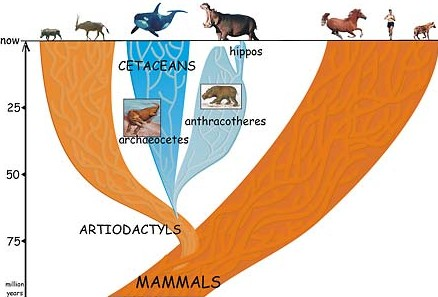 now
hippos
CETACEANS
25
anthracotheres
archaeocetes
50
ARTIODACTYLS
75
MAMMALS
million
years